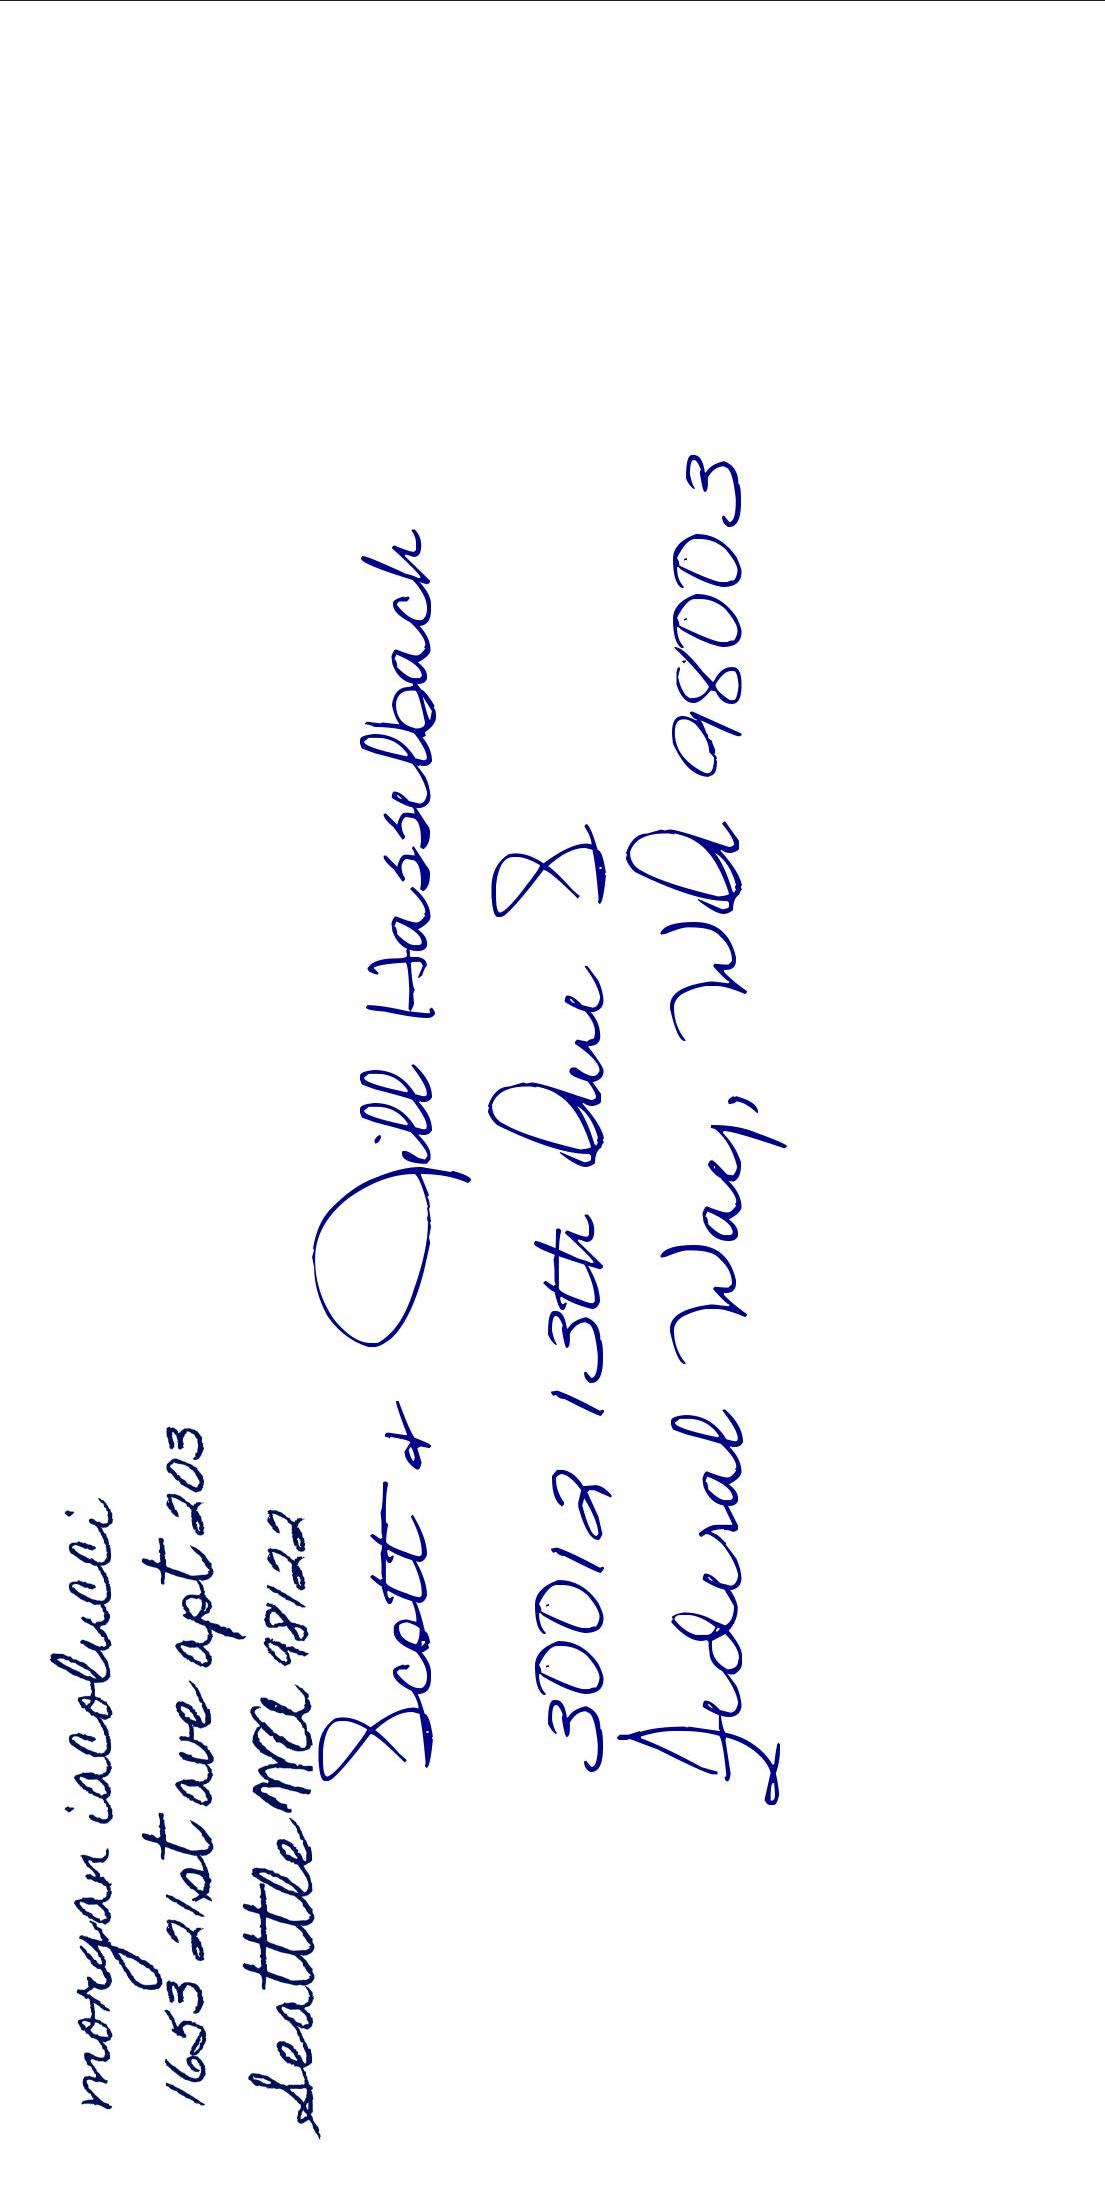 morgan iacolucci
1653 21st ave apt 203
Seattle WA 98122
Scott & Jill Hasselbach
30012 13th Ave S
Federal Way, WA 98003